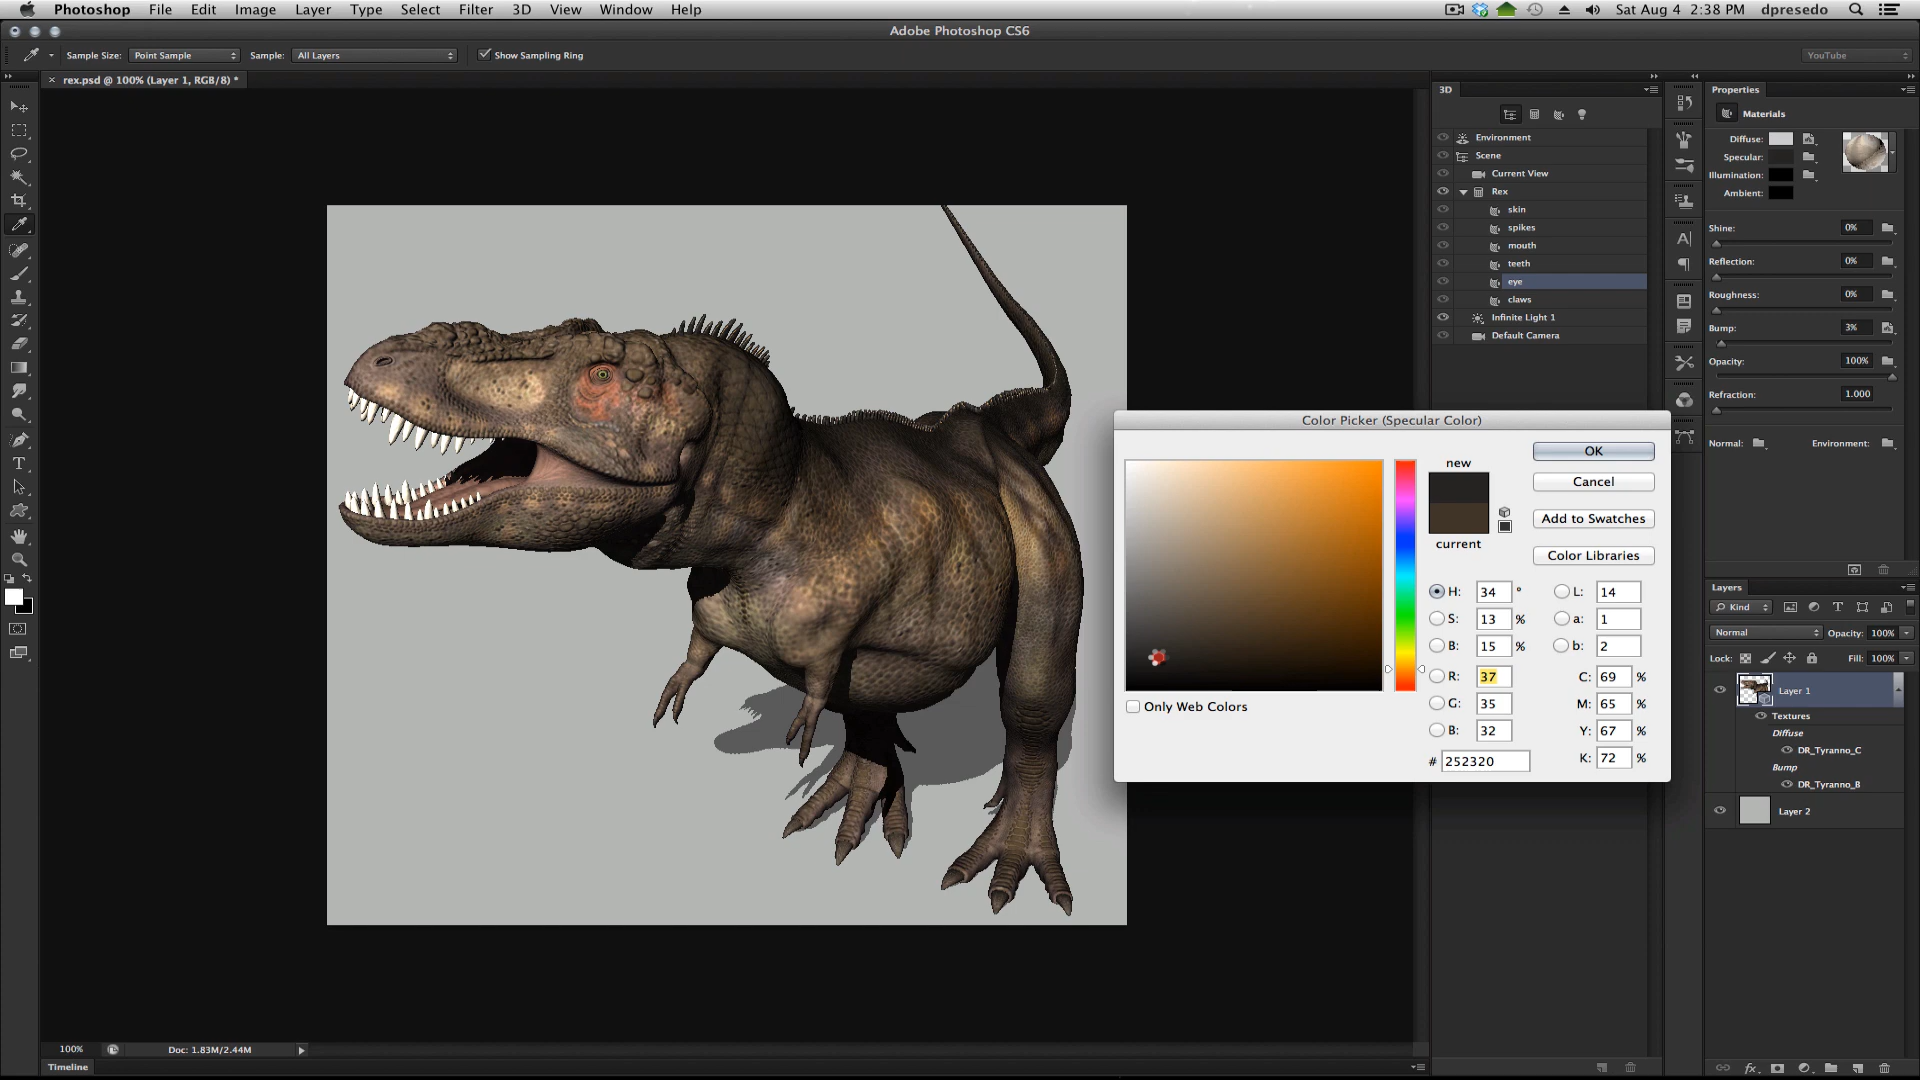 Photoshop File Edit Image Layer Type Select Filter 3D View Window Help Sat Aug 4 2:38 PM dpresedo
Adobe Photoshop CS6
Sample Size: Point Sample Sample: All Layers Show Sampling Ring YouTube
rex.psd @ 100% (Layer 1, RGB/8) *
3D
Environment
Scene
Current View
Rex
skin
spikes
mouth
teeth
eye
claws
Infinite Light 1
Default Camera
Properties
Materials
Diffuse:
Specular:
Illumination:
Ambient:
Shine: 0%
Reflection: 0%
Roughness: 0%
Bump: 3%
Opacity: 100%
Refraction: 1.000
Normal: Environment:
Color Picker (Specular Color)
new
current
OK
Cancel
Add to Swatches
Color Libraries
H: 34 °
S: 13 %
B: 15 %
R: 37
G: 35
B: 32
# 252320
L: 14
a: 1
b: 2
C: 69 %
M: 65 %
Y: 67 %
K: 72 %
Only Web Colors
Layers
Kind
Normal Opacity: 100%
Lock: Fill: 100%
Layer 1
Textures
Diffuse
DR_Tyranno_C
Bump
DR_Tyranno_B
Layer 2
fx
100% Doc: 1.83M/2.44M
Timeline